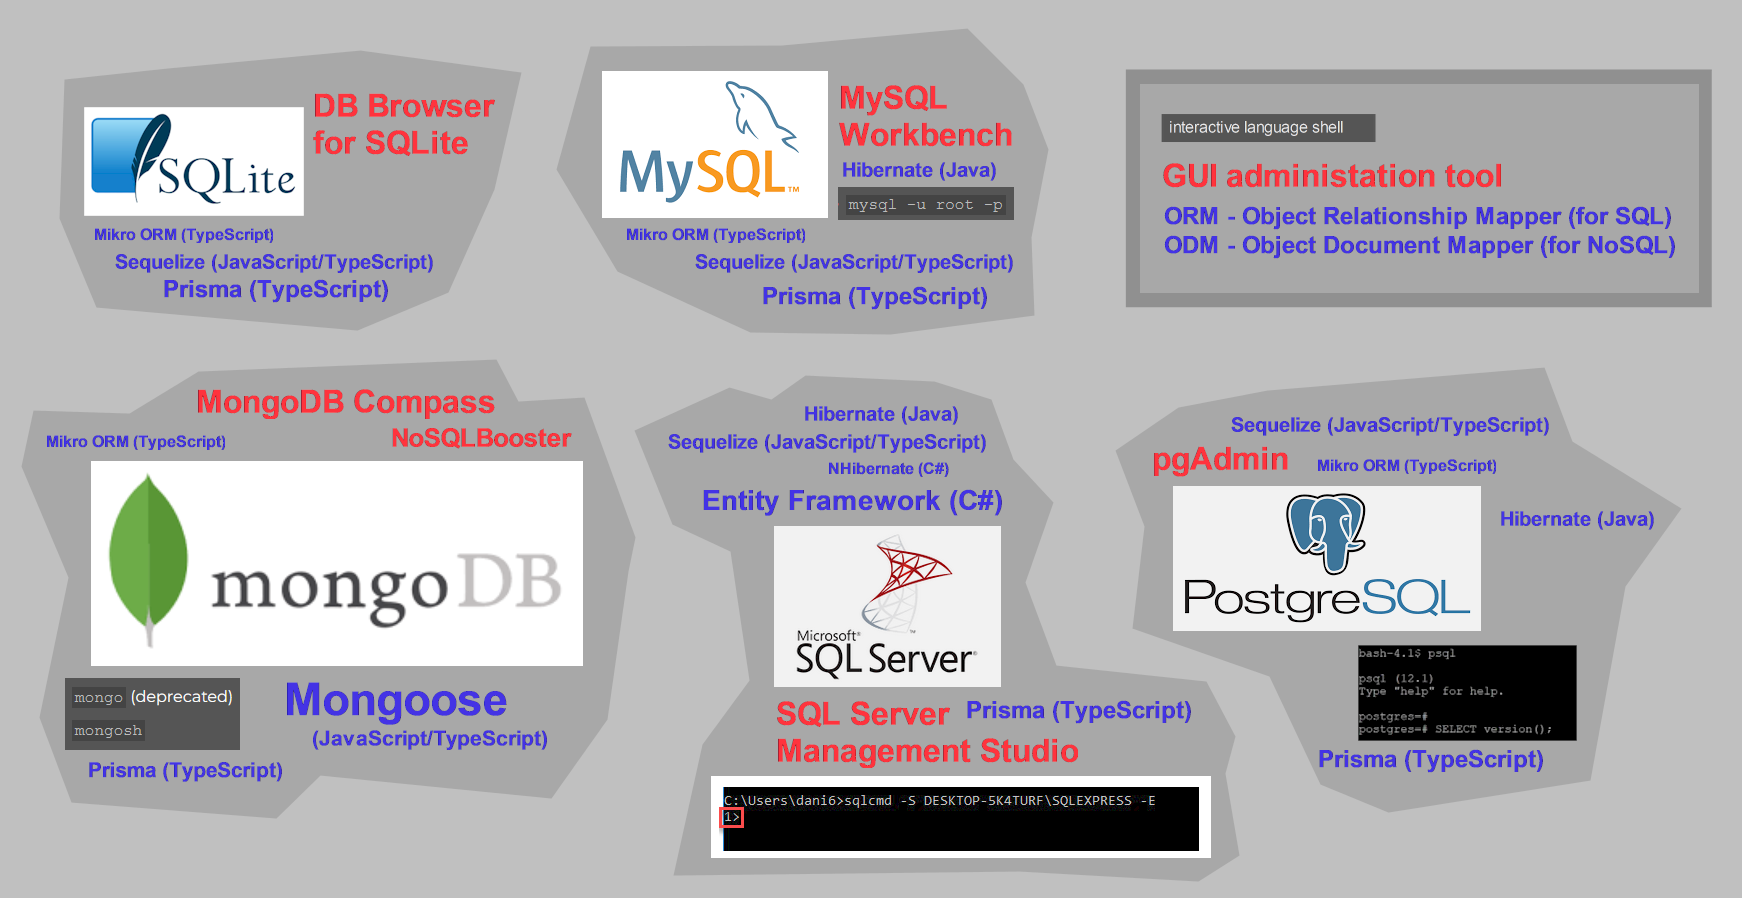 SQLite
DB Browser
for SQLite
Mikro ORM (TypeScript)
Sequelize (JavaScript/TypeScript)
Prisma (TypeScript)
MySQL™
MySQL
Workbench
Hibernate (Java)
mysql -u root -p
Mikro ORM (TypeScript)
Sequelize (JavaScript/TypeScript)
Prisma (TypeScript)
interactive language shell
GUI administation tool
ORM - Object Relationship Mapper (for SQL)
ODM - Object Document Mapper (for NoSQL)
MongoDB Compass
NoSQLBooster
Mikro ORM (TypeScript)
mongoDB
mongo (deprecated)
mongosh
Mongoose
(JavaScript/TypeScript)
Prisma (TypeScript)
Hibernate (Java)
Sequelize (JavaScript/TypeScript)
NHibernate (C#)
Entity Framework (C#)
Microsoft®
SQL Server®
SQL Server
Management Studio
Prisma (TypeScript)
C:\Users\dani6>sqlcmd -S DESKTOP-5K4TURF\SQLEXPRESS -E
1>
Sequelize (JavaScript/TypeScript)
pgAdmin
Mikro ORM (TypeScript)
PostgreSQL
Hibernate (Java)
bash-4.1$ psql
psql (12.1)
Type "help" for help.
postgres=#
postgres=# SELECT version();
Prisma (TypeScript)